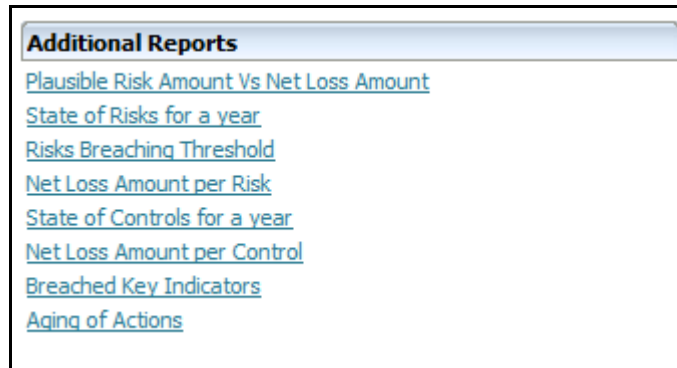 Additional Reports
Plausible Risk Amount Vs Net Loss Amount
State of Risks for a year
Risks Breaching Threshold
Net Loss Amount per Risk
State of Controls for a year
Net Loss Amount per Control
Breached Key Indicators
Aging of Actions